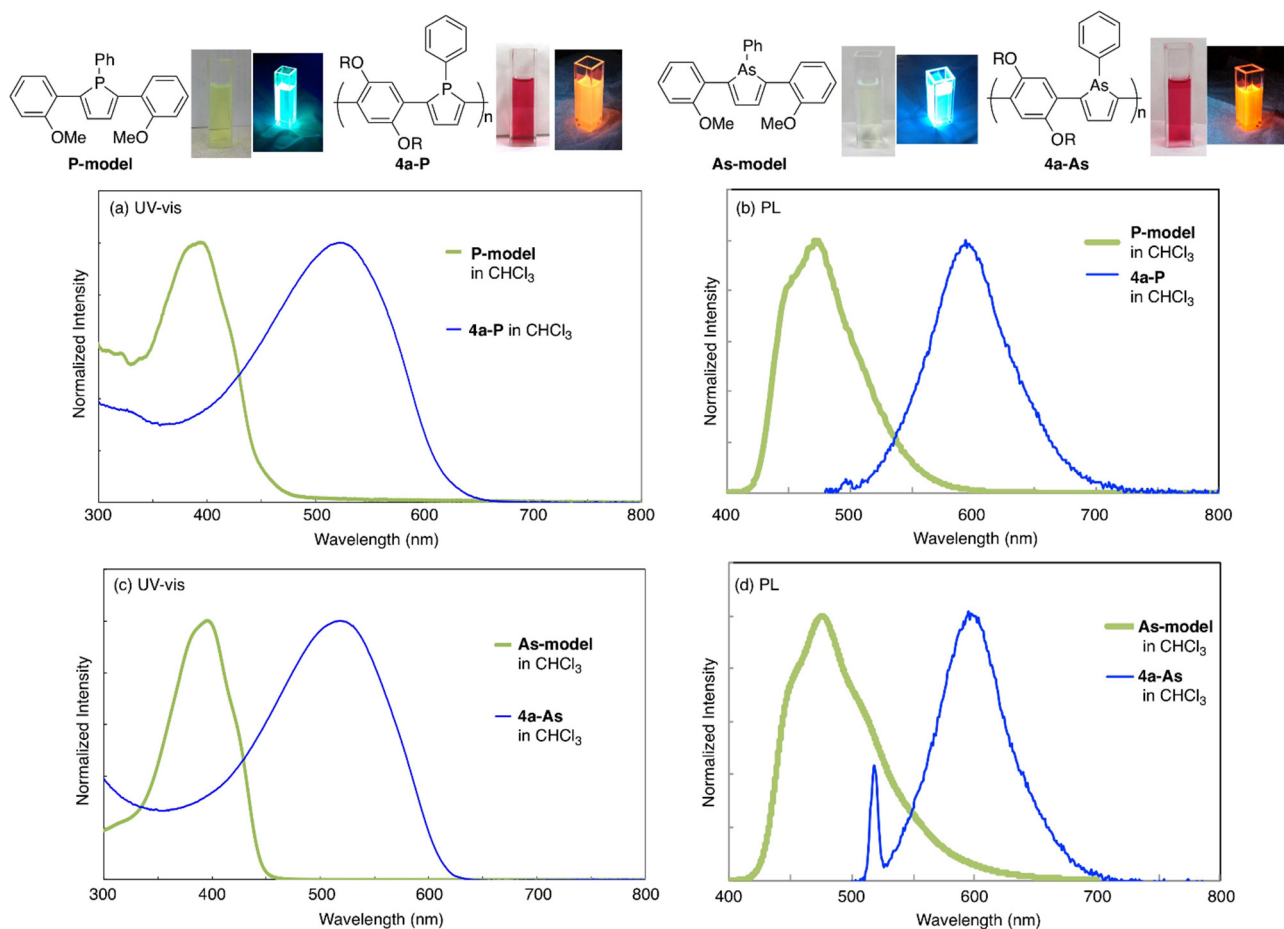 Ph
P
OMe
MeO
P-model
RO
P
n
OR
4a-P
Ph
As
OMe
MeO
As-model
RO
As
n
OR
4a-As
(a) UV-vis
P-model
in CHCl3
4a-P in CHCl3
Normalized Intensity
300 400 500 600 700 800
Wavelength (nm)
(b) PL
P-model
in CHCl3
4a-P
in CHCl3
Normalized Intensity
400 500 600 700 800
Wavelength (nm)
(c) UV-vis
As-model
in CHCl3
4a-As
in CHCl3
Normalized Intensity
300 400 500 600 700 800
Wavelength (nm)
(d) PL
As-model
in CHCl3
4a-As
in CHCl3
Normalized Intensity
400 500 600 700 800
Wavelength (nm)